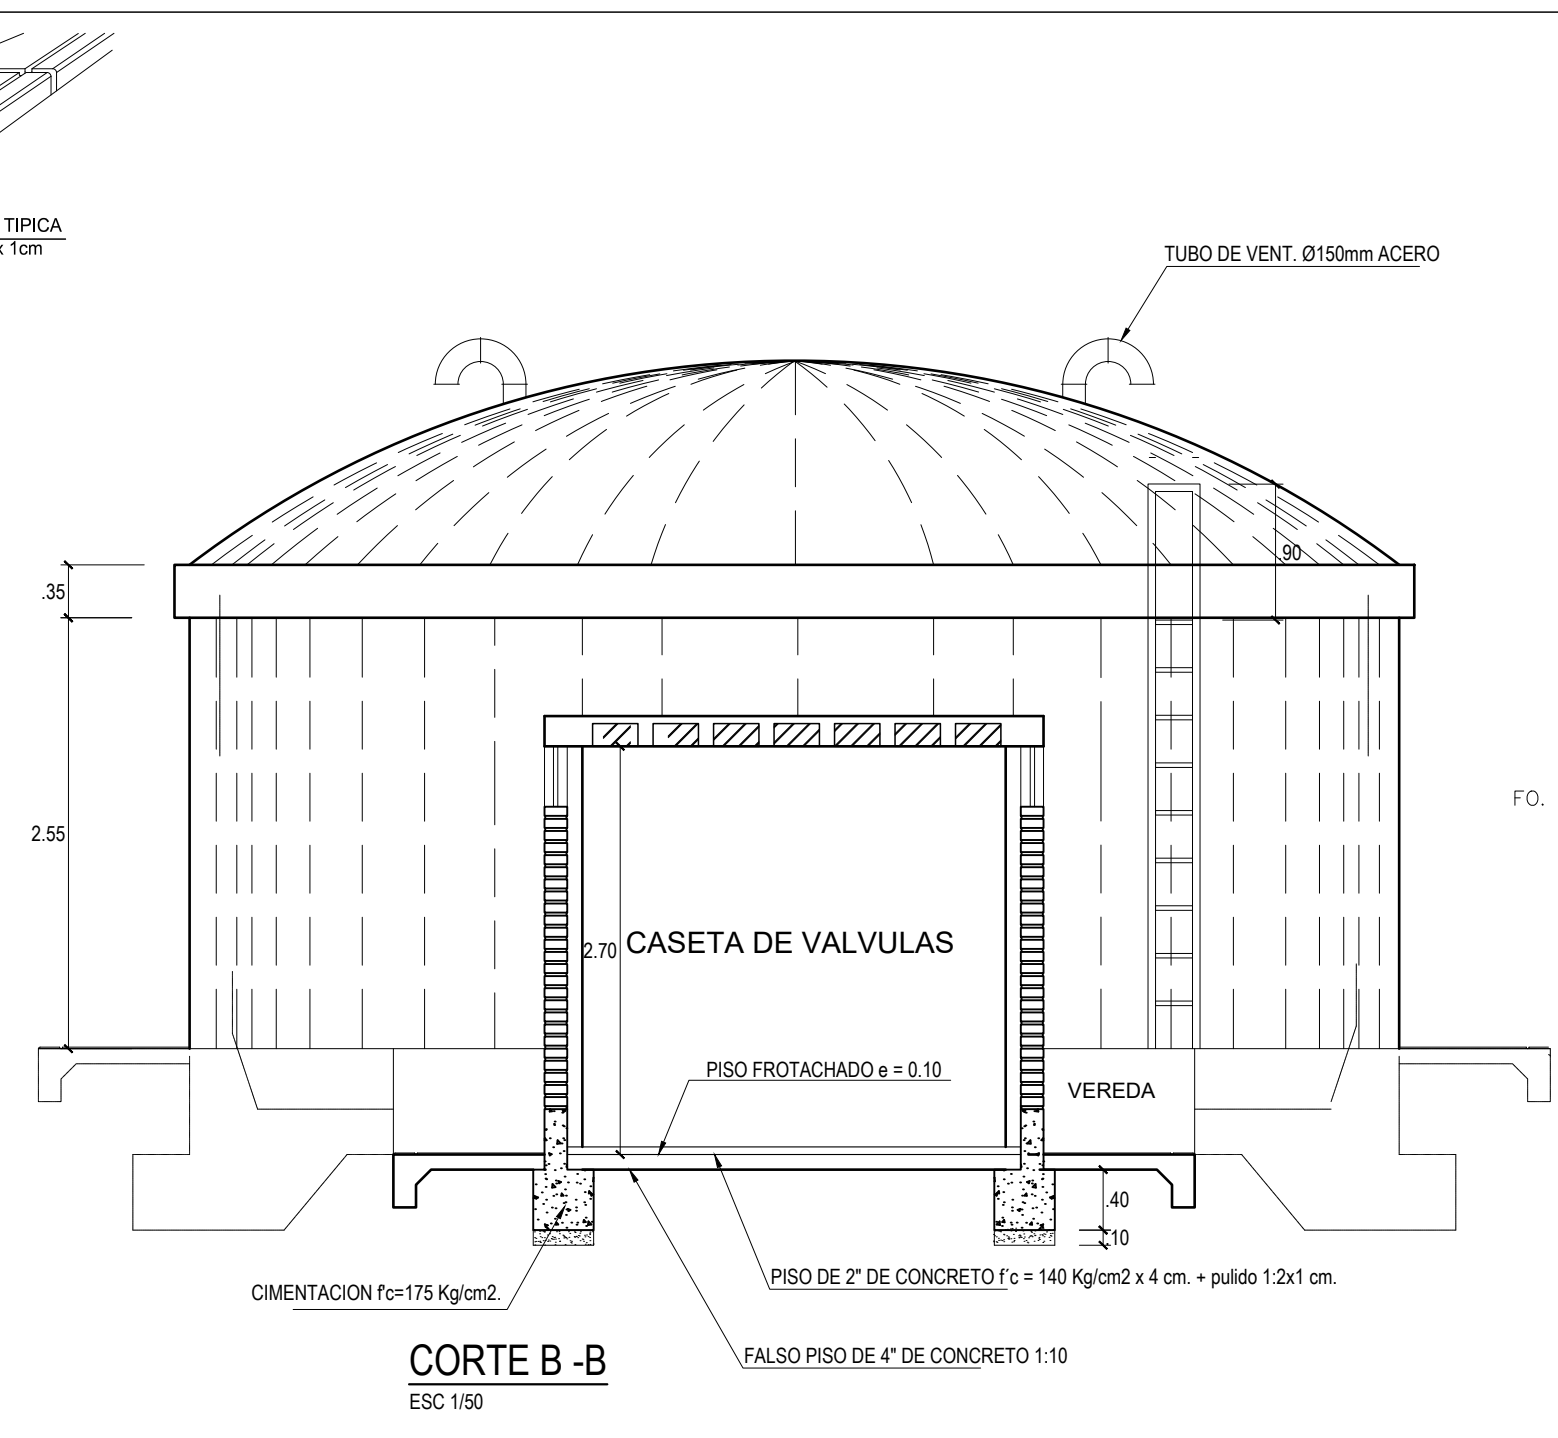 TIPICA
x 1cm
TUBO DE VENT. Ø150mm ACERO
.90
.35
2.55
FO.
2.70
CASETA DE VALVULAS
PISO FROTACHADO e = 0.10
VEREDA
.40
.10
PISO DE 2" DE CONCRETO f´c = 140 Kg/cm2 x 4 cm. + pulido 1:2x1 cm.
CIMENTACION f'c=175 Kg/cm2.
FALSO PISO DE 4" DE CONCRETO 1:10
CORTE B -B
ESC 1/50